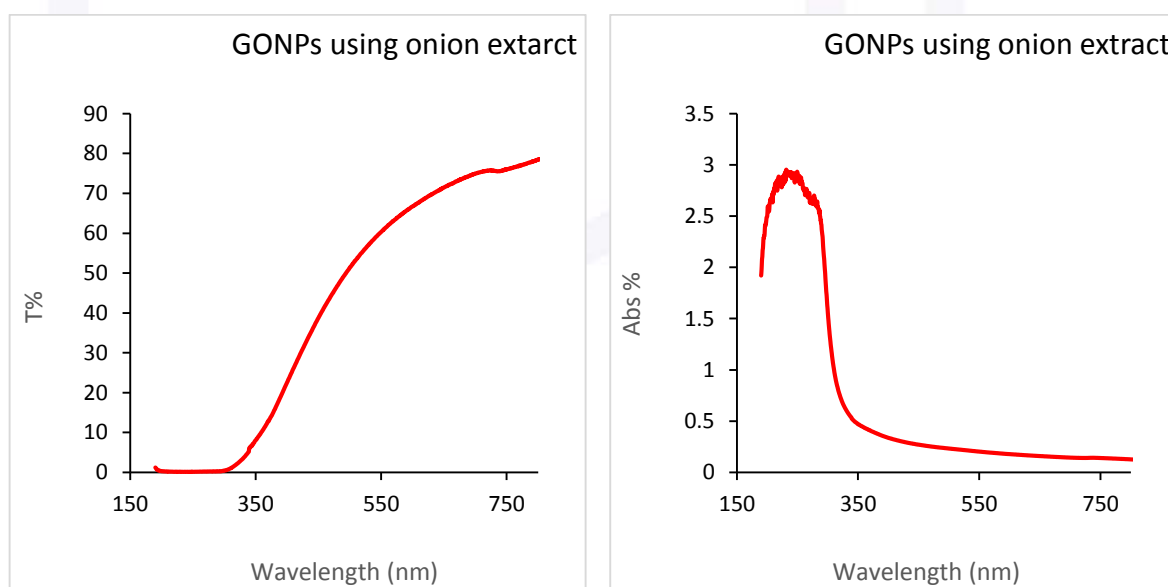 GONPs using onion extarct
90
80
70
60
50
40
30
20
10
0
150 350 550 750
T%
Wavelength (nm)
GONPs using onion extract
3.5
3
2.5
2
1.5
1
0.5
0
150 350 550 750
Abs %
Wavelength (nm)